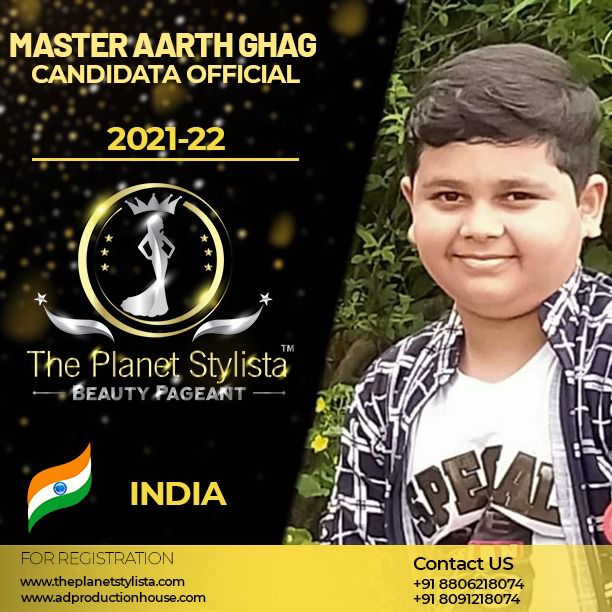 MASTER AARTH GHAG
CANDIDATA OFFICIAL
2021-22
The Planet Stylista™
BEAUTY PAGEANT
INDIA
SPECIAL
FOR REGISTRATION
www.theplanetstylista.com
www.adproductionhouse.com
Contact US
+91 8806218074
+91 8091218074